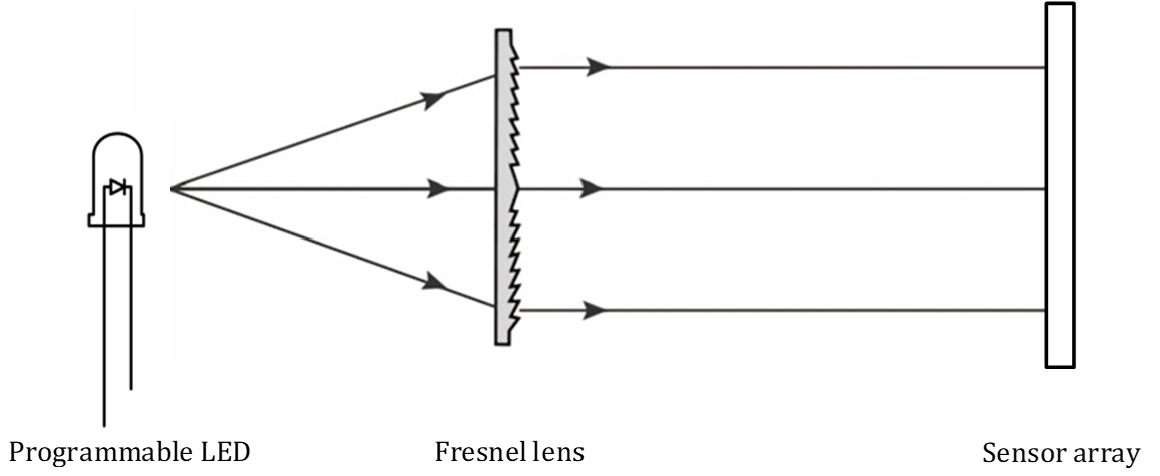 Programmable LED
Fresnel lens
Sensor array